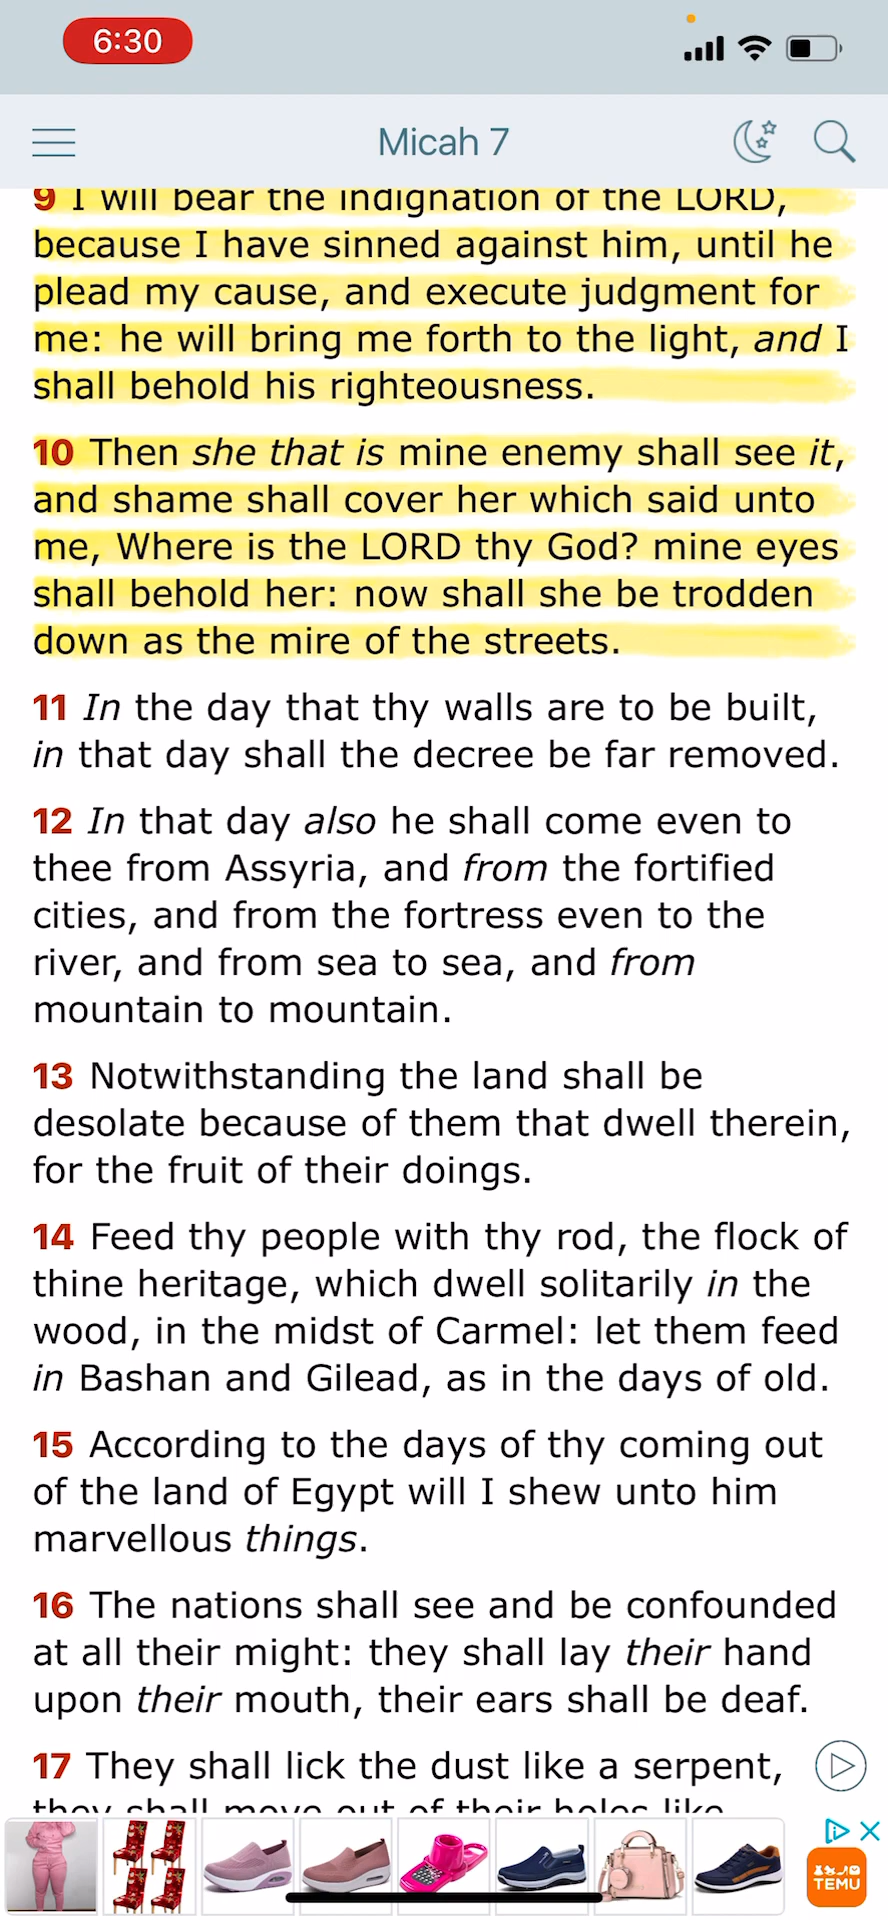 6:30
Micah 7
9 I will bear the indignation of the LORD,
because I have sinned against him, until he
plead my cause, and execute judgment for
me: he will bring me forth to the light, and I
shall behold his righteousness.
10 Then she that is mine enemy shall see it,
and shame shall cover her which said unto
me, Where is the LORD thy God? mine eyes
shall behold her: now shall she be trodden
down as the mire of the streets.
11 In the day that thy walls are to be built,
in that day shall the decree be far removed.
12 In that day also he shall come even to
thee from Assyria, and from the fortified
cities, and from the fortress even to the
river, and from sea to sea, and from
mountain to mountain.
13 Notwithstanding the land shall be
desolate because of them that dwell therein,
for the fruit of their doings.
14 Feed thy people with thy rod, the flock of
thine heritage, which dwell solitarily in the
wood, in the midst of Carmel: let them feed
in Bashan and Gilead, as in the days of old.
15 According to the days of thy coming out
of the land of Egypt will I shew unto him
marvellous things.
16 The nations shall see and be confounded
at all their might: they shall lay their hand
upon their mouth, their ears shall be deaf.
17 They shall lick the dust like a serpent,
they shall move out of their holes like
TEMU